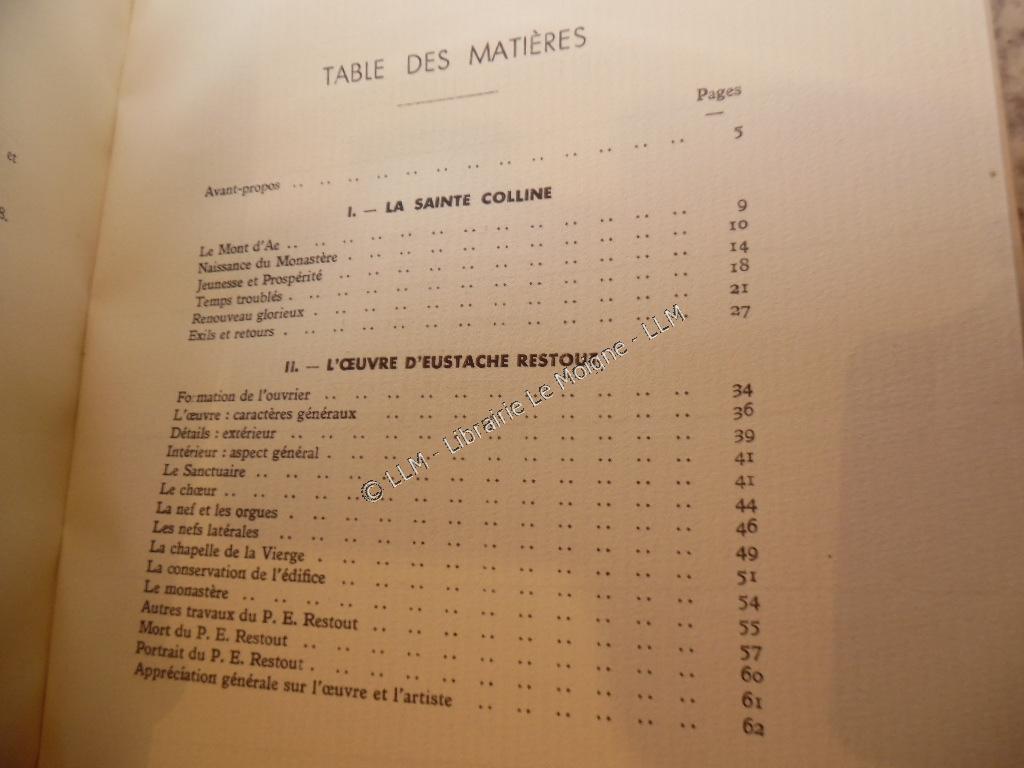 et
8.
TABLE DES MATIÈRES
Pages
Avant-propos .. .. .. .. .. .. .. .. .. .. .. .. .. 5
I. — LA SAINTE COLLINE
Le Mont d'Ae .. .. .. .. .. .. .. .. .. .. .. .. 9
Naissance du Monastère . .. .. .. .. .. .. .. .. .. .. 10
Jeunesse et Prospérité .. .. .. .. .. .. .. .. .. .. .. 14
Temps troublés . .. .. .. .. .. .. .. .. .. .. .. .. 18
Renouveau glorieux . .. .. .. .. .. .. .. .. .. .. .. 21
Exils et retours . .. .. .. .. .. .. .. .. .. .. .. .. 27
II. — L'ŒUVRE D'EUSTACHE RESTOUT
Formation de l'ouvrier .. .. .. .. .. .. .. .. .. .. 34
L'œuvre : caractères généraux .. .. .. .. .. .. .. .. .. 36
Détails : extérieur .. .. .. .. .. .. .. .. .. .. .. 39
Intérieur : aspect général . .. .. .. .. .. .. .. .. .. .. 41
Le Sanctuaire .. .. .. .. .. .. .. .. .. .. .. .. 41
Le chœur .. .. .. .. .. .. .. .. .. .. .. .. .. 44
La nef et les orgues . .. .. .. .. .. .. .. .. .. .. .. 46
Les nefs latérales .. .. .. .. .. .. .. .. .. .. .. 49
La chapelle de la Vierge . .. .. .. .. .. .. .. .. .. .. 51
La conservation de l'édifice .. .. .. .. .. .. .. .. .. 54
Le monastère .. .. .. .. .. .. .. .. .. .. .. .. 55
Autres travaux du P. E. Restout .. .. .. .. .. .. .. .. 57
Mort du P. E. Restout .. .. .. .. .. .. .. .. .. .. 60
Portrait du P. E. Restout . .. .. .. .. .. .. .. .. .. .. 61
Appréciation générale sur l'œuvre et l'artiste .. .. .. .. .. .. 62
© LLM - Librairie Le Moigne - LLM